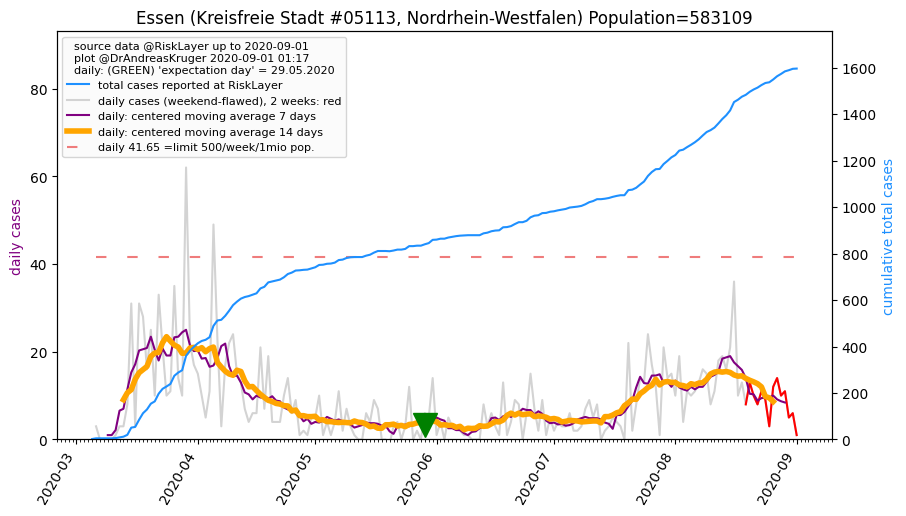 Essen (Kreisfreie Stadt #05113, Nordrhein-Westfalen) Population=583109
source data @RiskLayer up to 2020-09-01
plot @DrAndreasKruger 2020-09-01 01:17
daily: (GREEN) 'expectation day' = 29.05.2020
total cases reported at RiskLayer
daily cases (weekend-flawed), 2 weeks: red
daily: centered moving average 7 days
daily: centered moving average 14 days
daily 41.65 =limit 500/week/1mio pop.
daily cases
80
60
40
20
0
cumulative total cases
1600
1400
1200
1000
800
600
400
200
0
2020-03
2020-04
2020-05
2020-06
2020-07
2020-08
2020-09